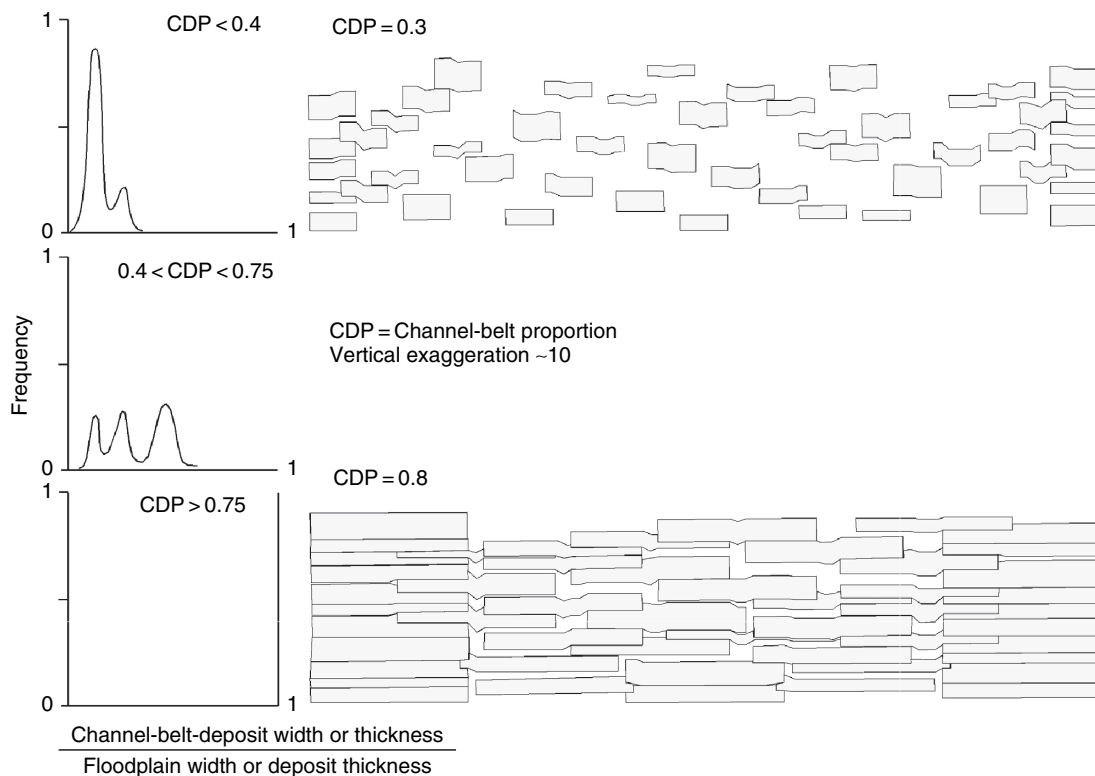 1
CDP < 0.4
CDP = 0.3
0
1
1
0.4 < CDP < 0.75
CDP = Channel-belt proportion
Vertical exaggeration ~10
Frequency
0
1
CDP = 0.8
1
CDP > 0.75
0
1
Channel-belt-deposit width or thickness
Floodplain width or deposit thickness